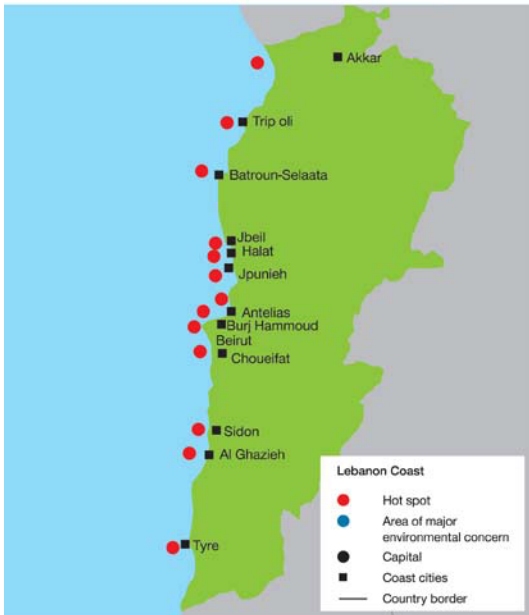 Akkar
Trip oli
Batroun-Selaata
Jbeil
Halat
Jpunieh
Antelias
Burj Hammoud
Beirut
Choueifat
Sidon
Al Ghazieh
Tyre
Lebanon Coast
Hot spot
Area of major
environmental concern
Capital
Coast cities
Country border